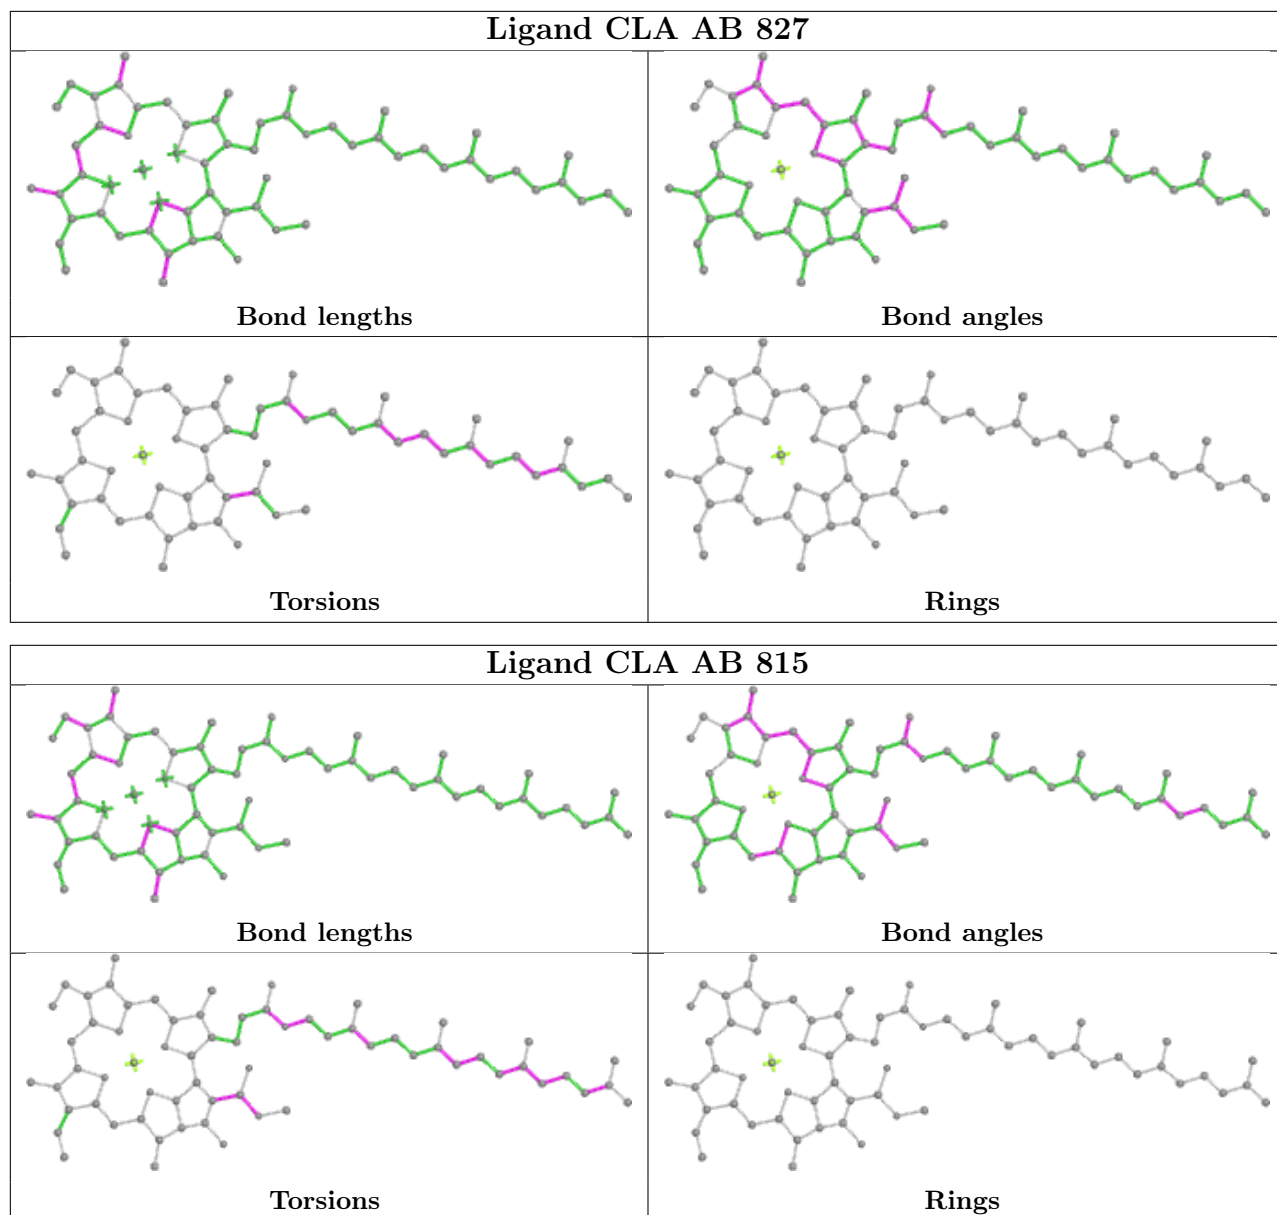 Ligand CLA AB 827
Bond lengths
Bond angles
Torsions
Rings
Ligand CLA AB 815
Bond lengths
Bond angles
Torsions
Rings